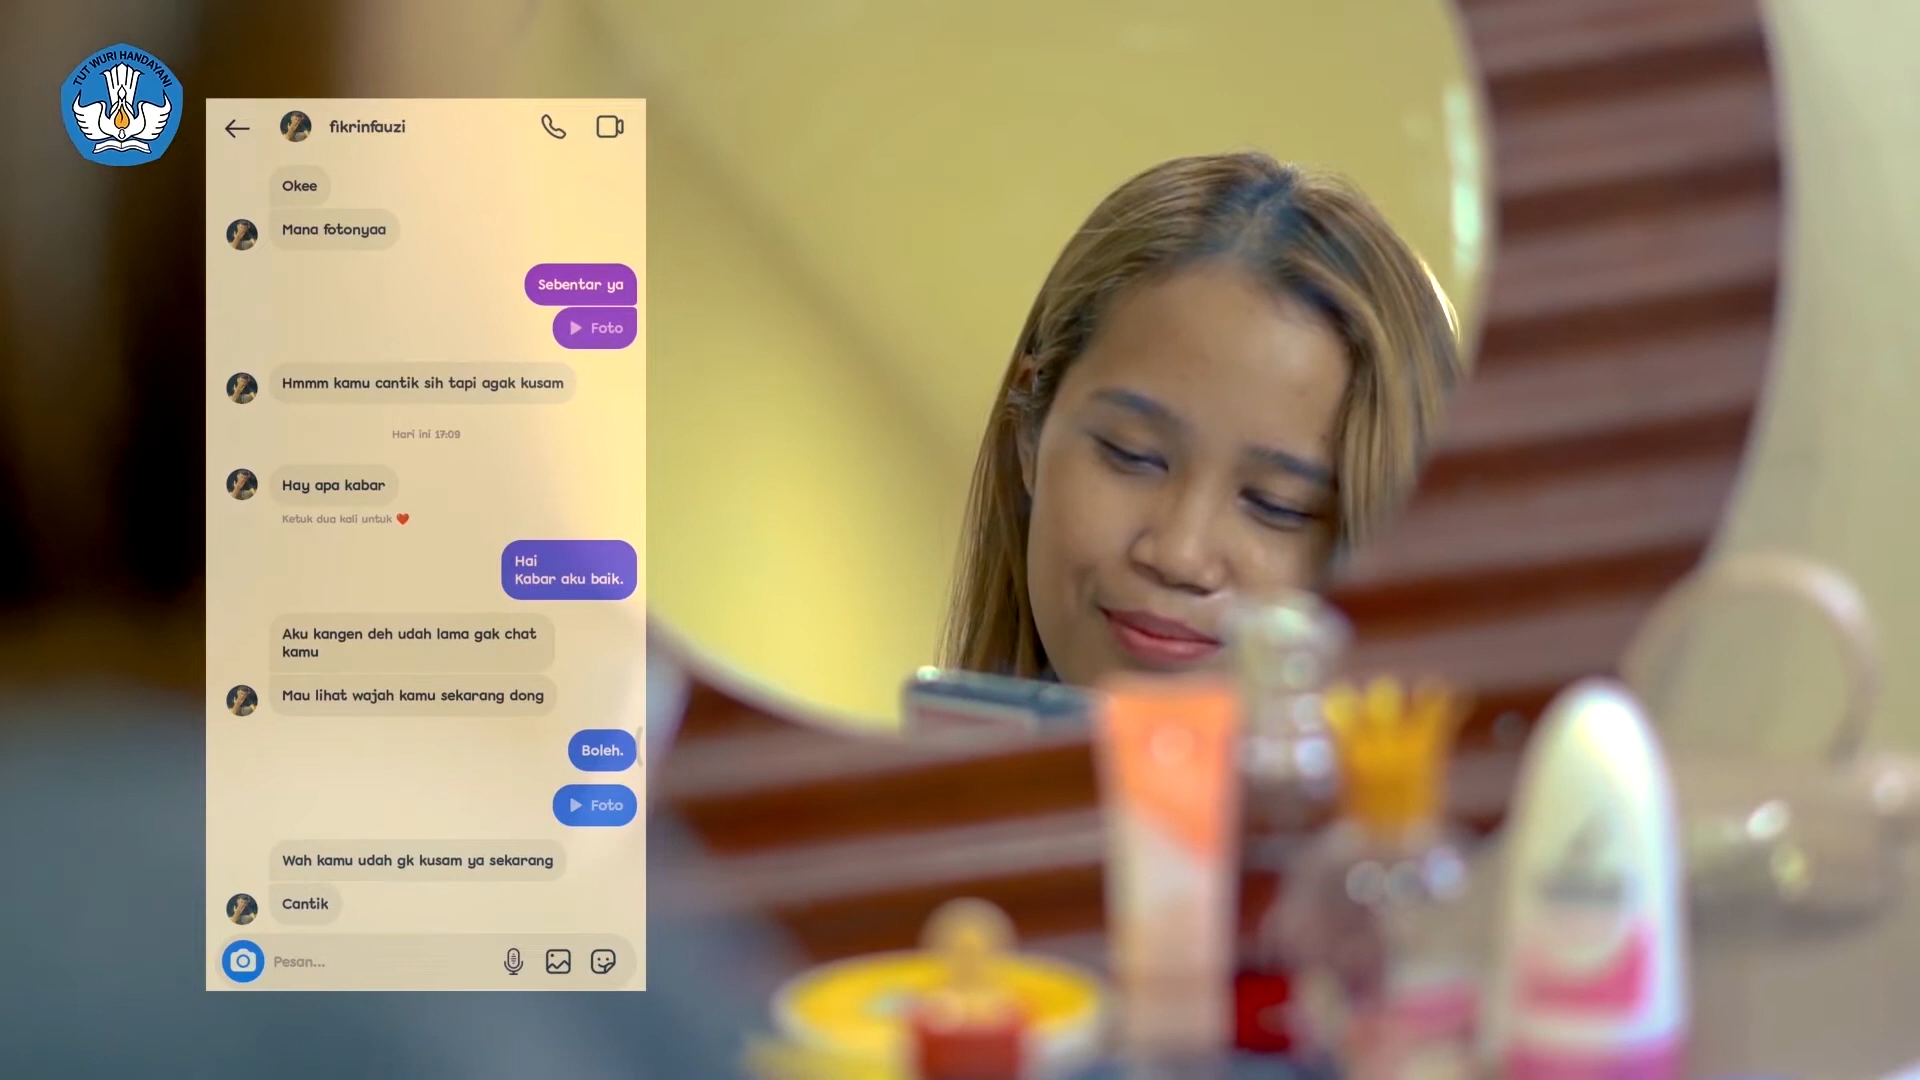 TUT WURI HANDAYANI
fikrinfauzi
Okee
Mana fotonyaa
Sebentar ya
Foto
Hmmm kamu cantik sih tapi agak kusam
Hari ini 17:09
Hay apa kabar
Ketuk dua kali untuk ❤️
Hai
Kabar aku baik.
Aku kangen deh udah lama gak chat
kamu
Mau lihat wajah kamu sekarang dong
Boleh.
Foto
Wah kamu udah gk kusam ya sekarang
Cantik
Pesan...